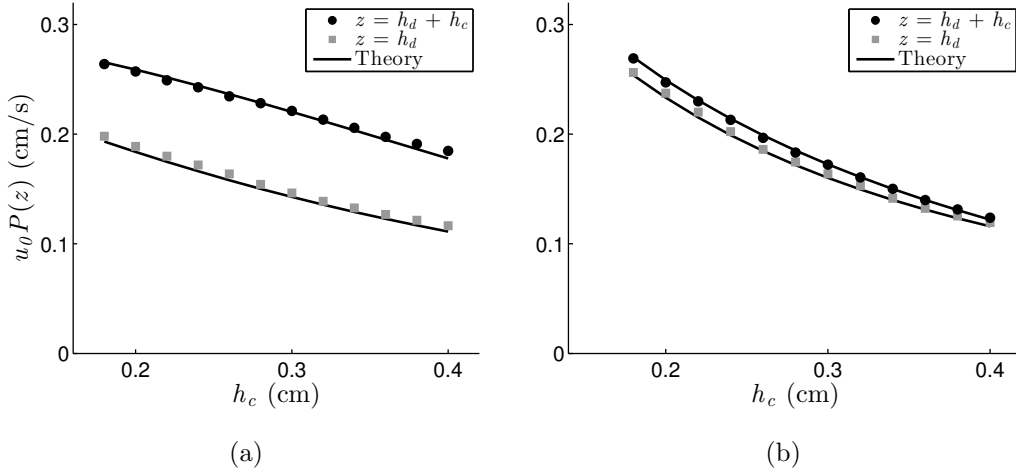 0.3
0.2
0.1
0
u₀P(z) (cm/s)
z = h_d + h_c
z = h_d
Theory
0.2
0.3
0.4
h_c (cm)
(a)
0.3
0.2
0.1
0
z = h_d + h_c
z = h_d
Theory
0.2
0.3
0.4
h_c (cm)
(b)